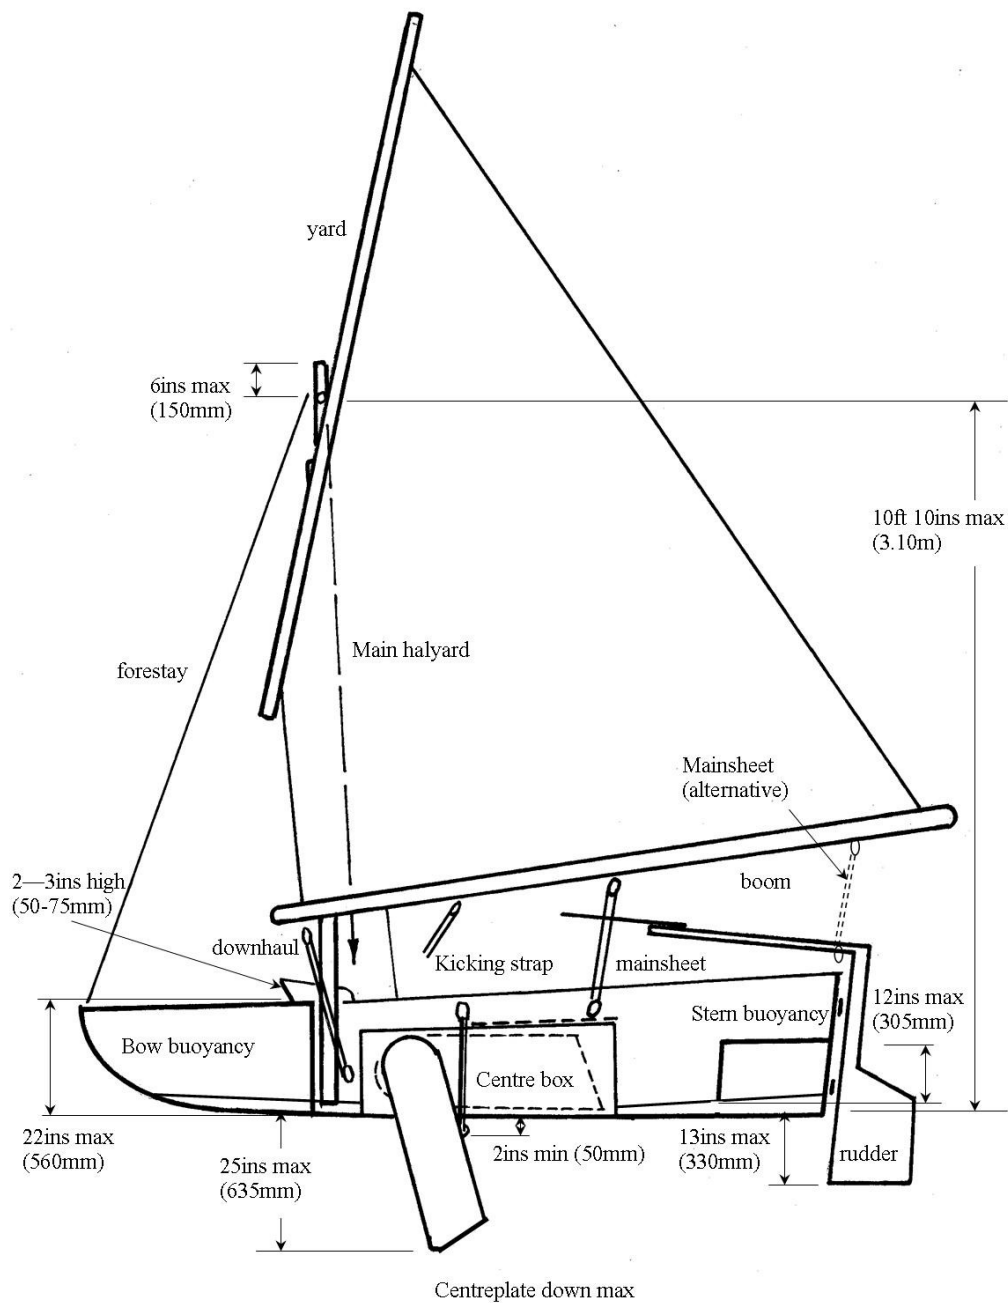 yard
6ins max
(150mm)
10ft 10ins max
(3.10m)
Main halyard
forestay
Mainsheet
(alternative)
2—3ins high
(50-75mm)
boom
downhaul
Kicking strap
mainsheet
12ins max
(305mm)
Stern buoyancy
Bow buoyancy
Centre box
22ins max
(560mm)
25ins max
(635mm)
2ins min (50mm)
13ins max
(330mm)
rudder
Centreplate down max